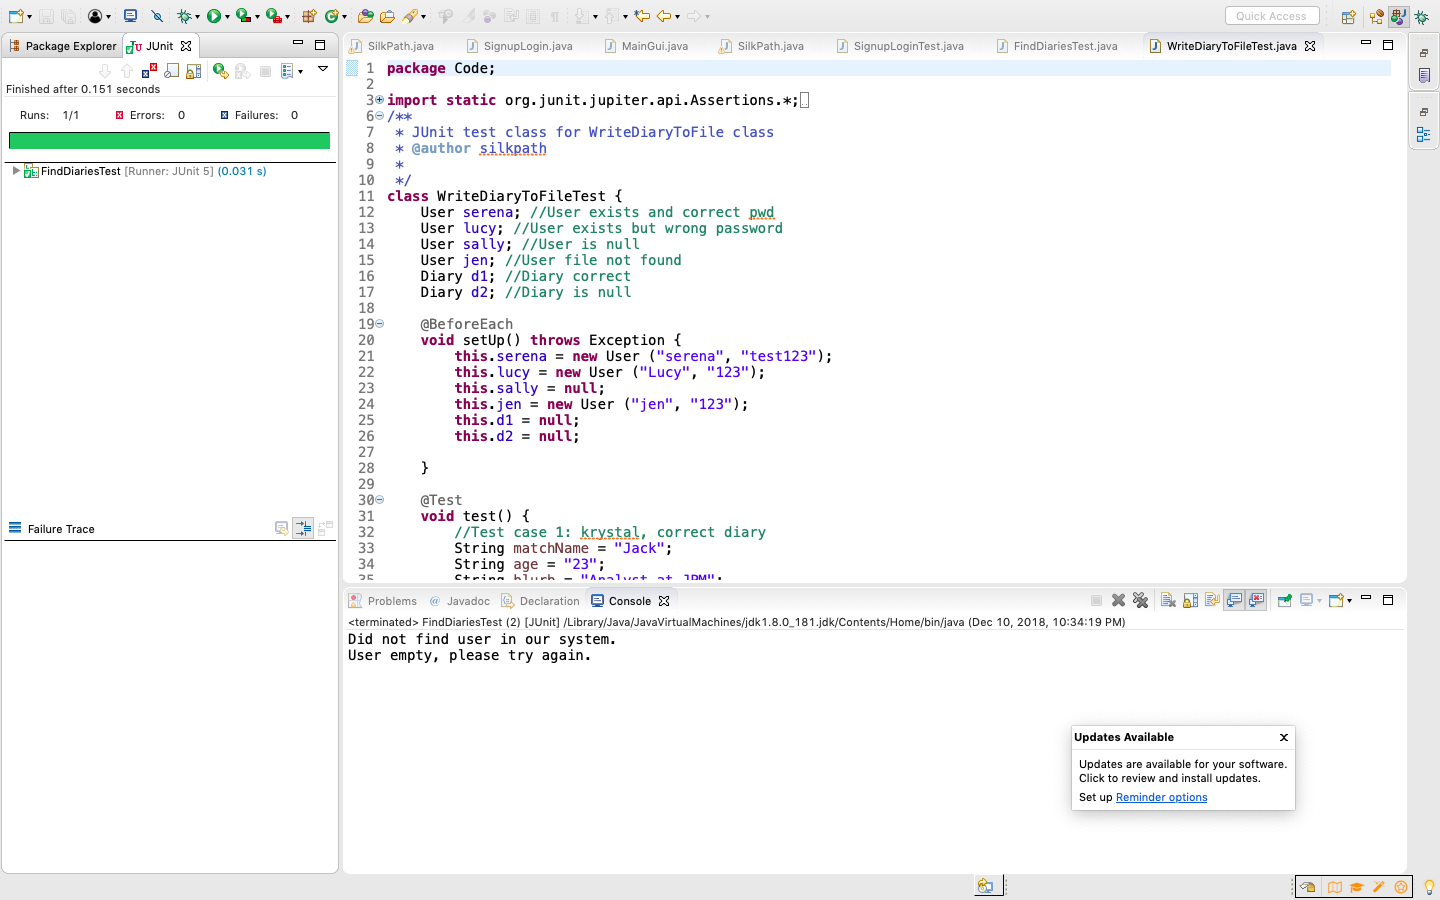 Quick Access
Package Explorer JUnit
Finished after 0.151 seconds
Runs: 1/1 Errors: 0 Failures: 0
FindDiariesTest [Runner: JUnit 5] (0.031 s)
Failure Trace
SilkPath.java SignupLogin.java MainGui.java SilkPath.java SignupLoginTest.java FindDiariesTest.java WriteDiaryToFileTest.java
1 package Code;
2
3 import static org.junit.jupiter.api.Assertions.*;
6 /**
7 * JUnit test class for WriteDiaryToFile class
8 * @author silkpath
9 *
10 */
11 class WriteDiaryToFileTest {
12 User serena; //User exists and correct pwd
13 User lucy; //User exists but wrong password
14 User sally; //User is null
15 User jen; //User file not found
16 Diary d1; //Diary correct
17 Diary d2; //Diary is null
18
19 @BeforeEach
20 void setUp() throws Exception {
21 this.serena = new User ("serena", "test123");
22 this.lucy = new User ("Lucy", "123");
23 this.sally = null;
24 this.jen = new User ("jen", "123");
25 this.d1 = null;
26 this.d2 = null;
27
28 }
29
30 @Test
31 void test() {
32 //Test case 1: krystal, correct diary
33 String matchName = "Jack";
34 String age = "23";
35 String blurb = "Analyst at JPM";
Problems Javadoc Declaration Console
<terminated> FindDiariesTest (2) [JUnit] /Library/Java/JavaVirtualMachines/jdk1.8.0_181.jdk/Contents/Home/bin/java (Dec 10, 2018, 10:34:19 PM)
Did not find user in our system.
User empty, please try again.
Updates Available
Updates are available for your software.
Click to review and install updates.
Set up Reminder options